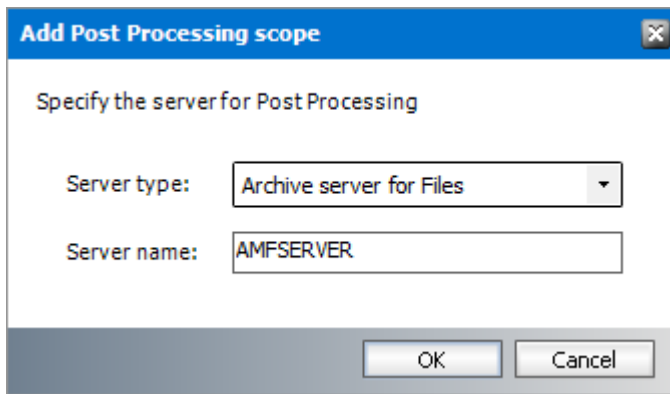 Add Post Processing scope
Specify the server for Post Processing
Server type: Archive server for Files
Server name: AMFSERVER
OK Cancel